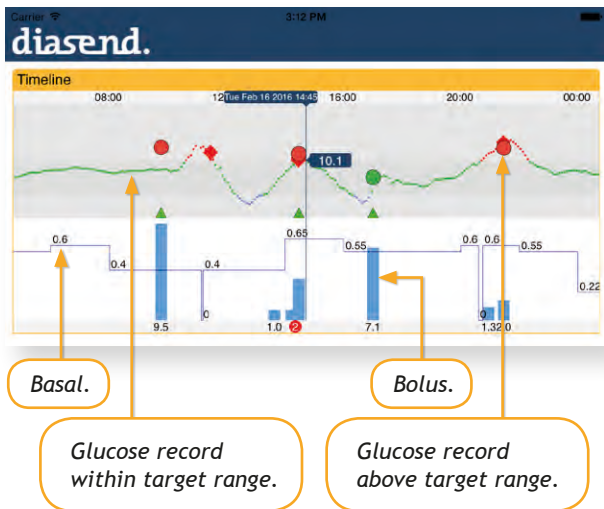 Carrier 3:12 PM
diasend.
Timeline
08:00 12 Tue Feb 16 2016 14:45 16:00 20:00 00:00
10.1
0.6 0.4 0.4 0.65 0.55 0.6 0.6 0.55 0.22
0 0
9.5 1.0 2 7.1 1.32.0
Basal. Bolus.
Glucose record
within target range.
Glucose record
above target range.